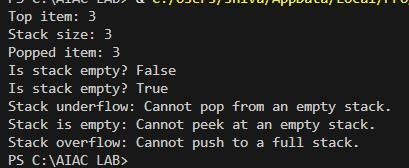 PS C:\AIAC LAB> & C:/Users/shiva/AppData/Local/Pro
Top item: 3
Stack size: 3
Popped item: 3
Is stack empty? False
Is stack empty? True
Stack underflow: Cannot pop from an empty stack.
Stack is empty: Cannot peek at an empty stack.
Stack overflow: Cannot push to a full stack.
PS C:\AIAC LAB>